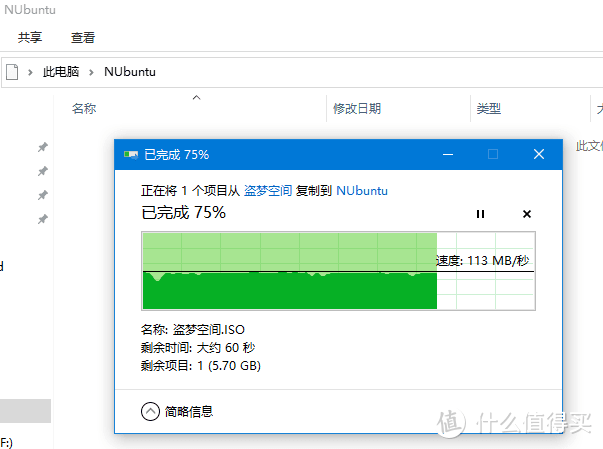 NUbuntu
共享 查看
此电脑 NUbuntu
名称 修改日期 类型
此文件
已完成 75%
正在将 1 个项目从 盗梦空间 复制到 NUbuntu
已完成 75%
速度: 113 MB/秒
名称: 盗梦空间.ISO
剩余时间: 大约 60 秒
剩余项目: 1 (5.70 GB)
简略信息
F:)
值 什么值得买